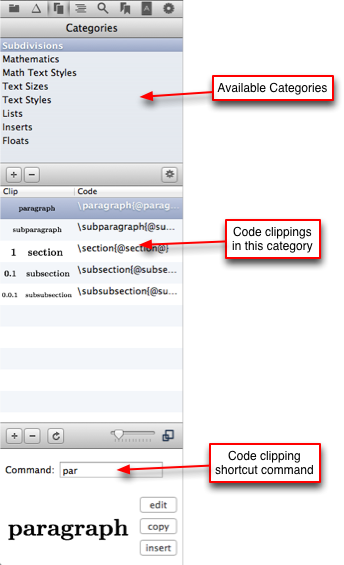 Categories
Subdivisions
Mathematics
Math Text Styles
Text Sizes
Text Styles
Lists
Inserts
Floats
Available Categories
Clip Code
paragraph \paragraph{@parag...
subparagraph \subparagraph{@su...
1 section \section{@section@}
0.1 subsection \subsection{@subse...
0.0.1 subsubsection \subsubsection{@su...
Code clippings
in this category
Command: par
Code clipping
shortcut command
paragraph
edit
copy
insert